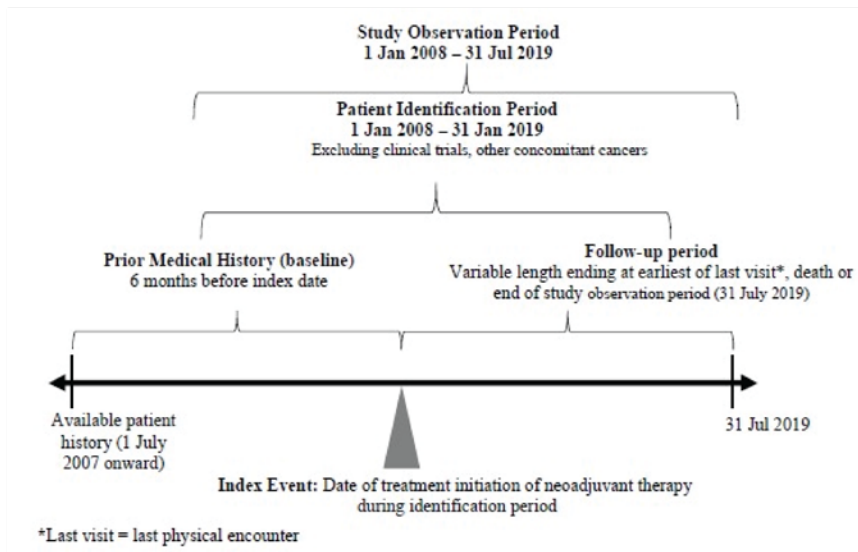 Study Observation Period
1 Jan 2008 – 31 Jul 2019
Patient Identification Period
1 Jan 2008 – 31 Jan 2019
Excluding clinical trials, other concomitant cancers
Prior Medical History (baseline)
6 months before index date
Follow-up period
Variable length ending at earliest of last visit*, death or
end of study observation period (31 July 2019)
Available patient
history (1 July
2007 onward)
31 Jul 2019
Index Event: Date of treatment initiation of neoadjuvant therapy
during identification period
*Last visit = last physical encounter